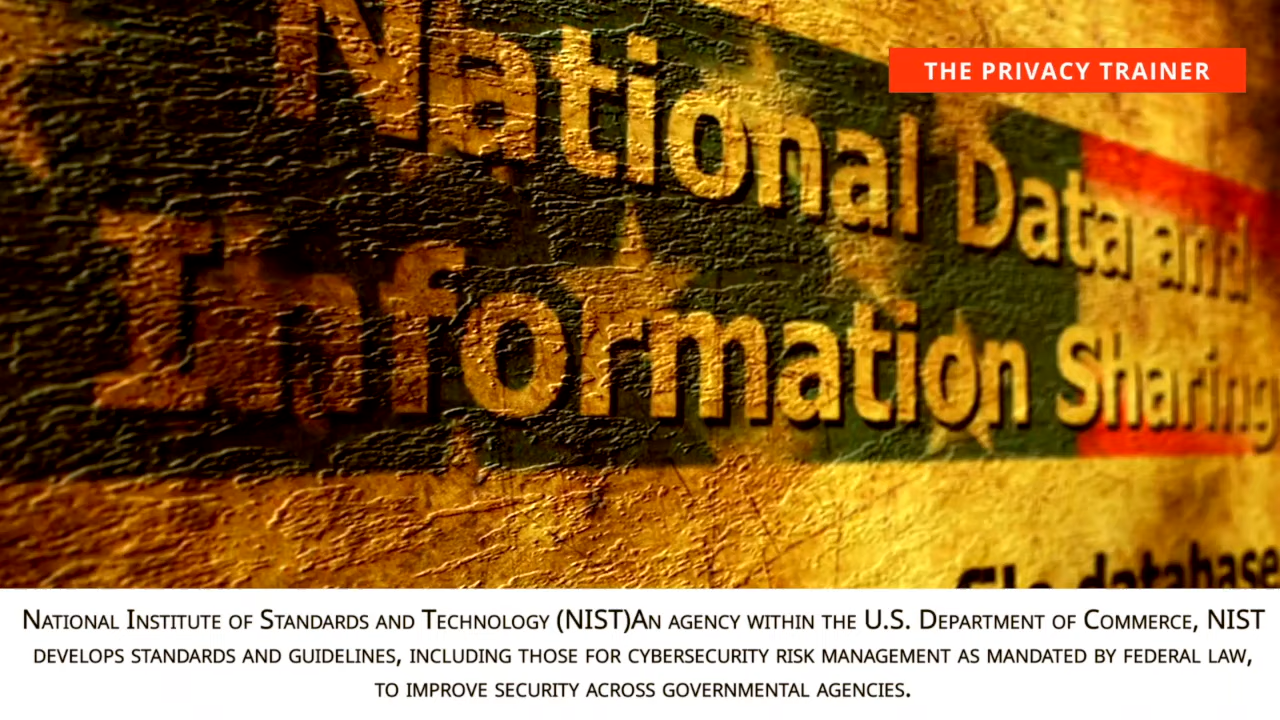 THE PRIVACY TRAINER
National Data and
Information Sharing
database
National Institute of Standards and Technology (NIST)An agency within the U.S. Department of Commerce, NIST
develops standards and guidelines, including those for cybersecurity risk management as mandated by federal law,
to improve security across governmental agencies.